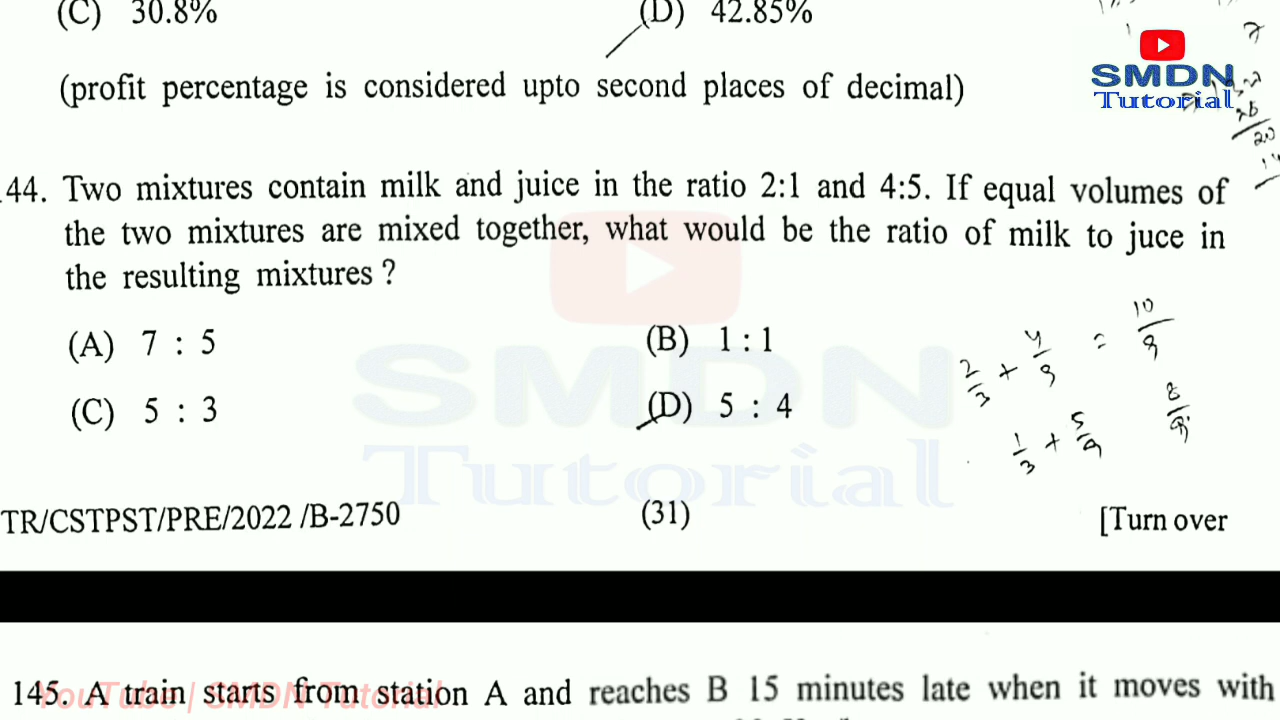 (C) 30.8% (D) 42.85%
(profit percentage is considered upto second places of decimal)
SMDN
Tutorial
44. Two mixtures contain milk and juice in the ratio 2:1 and 4:5. If equal volumes of
the two mixtures are mixed together, what would be the ratio of milk to juce in
the resulting mixtures ?
(A) 7 : 5 (B) 1 : 1
(C) 5 : 3 (D) 5 : 4
2/3 + 4/9 = 10/9
1/3 + 5/9 8/9
SMDN
Tutorial
TR/CSTPST/PRE/2022 /B-2750 (31) [Turn over
145. A train starts from station A and reaches B 15 minutes late when it moves with
YouTube | SMDN Tutorial